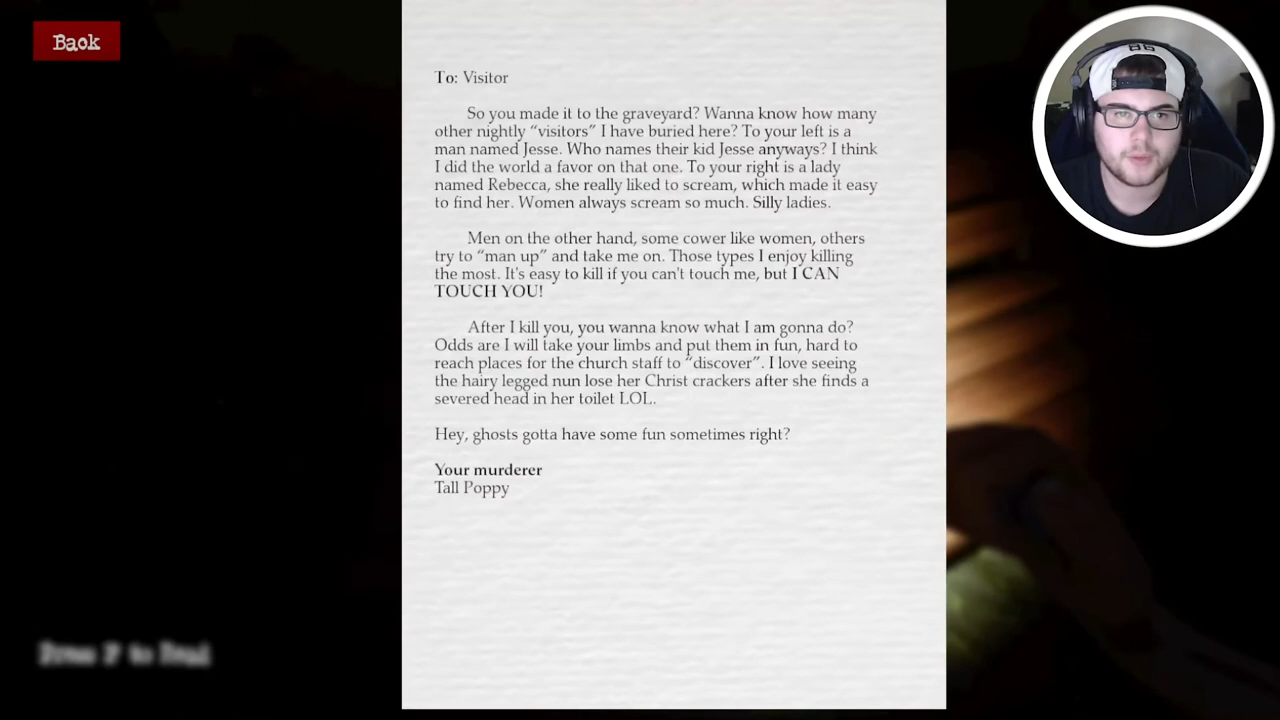 Back
To: Visitor
So you made it to the graveyard? Wanna know how many
other nightly “visitors” I have buried here? To your left is a
man named Jesse. Who names their kid Jesse anyways? I think
I did the world a favor on that one. To your right is a lady
named Rebecca, she really liked to scream, which made it easy
to find her. Women always scream so much. Silly ladies.
Men on the other hand, some cower like women, others
try to “man up” and take me on. Those types I enjoy killing
the most. It's easy to kill if you can't touch me, but I CAN
TOUCH YOU!
After I kill you, you wanna know what I am gonna do?
Odds are I will take your limbs and put them in fun, hard to
reach places for the church staff to “discover”. I love seeing
the hairy legged nun lose her Christ crackers after she finds a
severed head in her toilet LOL.
Hey, ghosts gotta have some fun sometimes right?
Your murderer
Tall Poppy